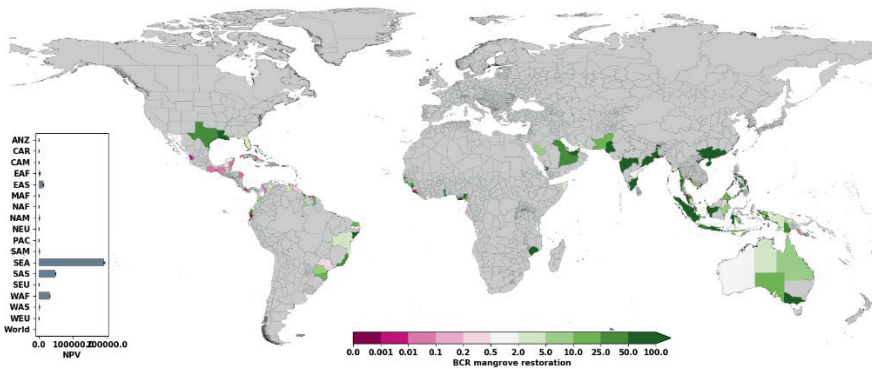 ANZ
CAR
CAM
EAF
EAS
MAF
NAF
NAM
NEU
PAC
SAM
SEA
SAS
SEU
WAF
WAS
WEU
World
0.0 100000.0 200000.0
NPV
0.0 0.001 0.01 0.1 0.2 0.5 2.0 5.0 10.0 25.0 50.0 100.0
BCR mangrove restoration